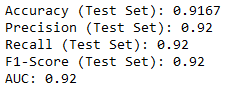 Accuracy (Test Set): 0.9167
Precision (Test Set): 0.92
Recall (Test Set): 0.92
F1-Score (Test Set): 0.92
AUC: 0.92